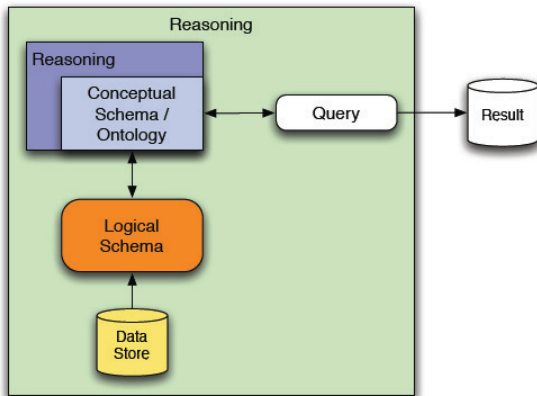 Reasoning
Reasoning
Conceptual
Schema /
Ontology
Query
Result
Logical
Schema
Data
Store